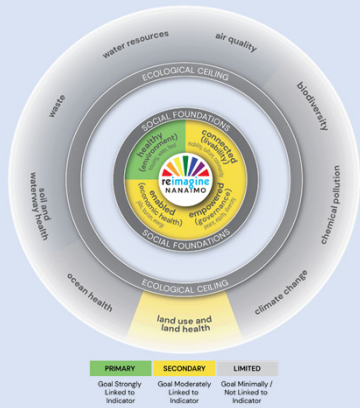 water resources
air quality
biodiversity
chemical pollution
climate change
land use and
land health
ocean health
soil and
waterway health
waste
ECOLOGICAL CEILING
SOCIAL FOUNDATIONS
healthy
(environment)
connected
(livability)
empowered
(governance)
enabled
(economic health)
reimagine
NANAIMO
SOCIAL FOUNDATIONS
ECOLOGICAL CEILING
PRIMARY
SECONDARY
LIMITED
Goal Strongly
Linked to
Indicator
Goal Moderately
Linked to
Indicator
Goal Minimally /
Not Linked to
Indicator